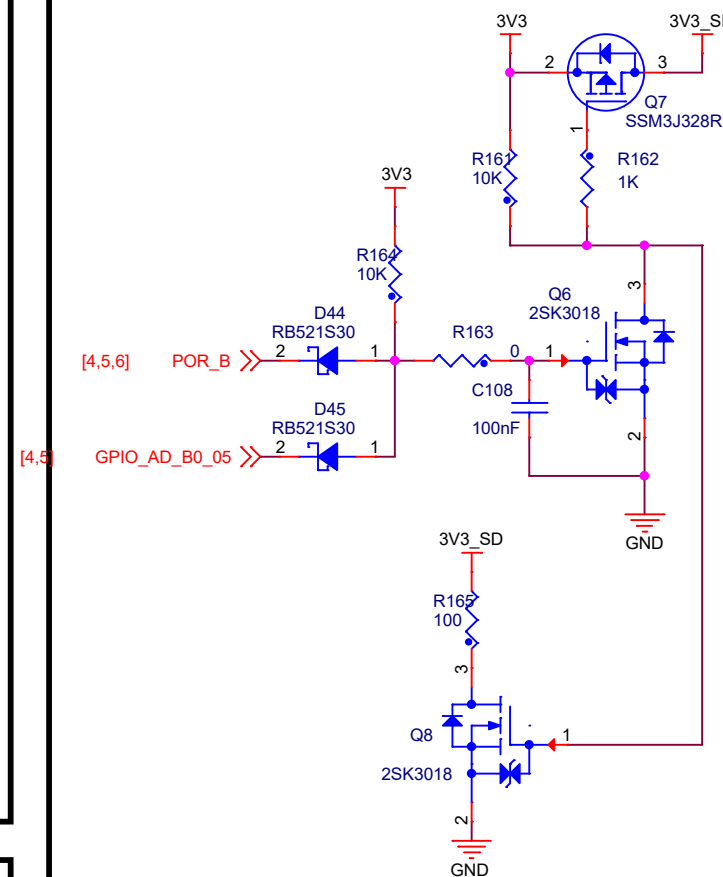 3V3
3V3_S
2
3
Q7
SSM3J328R
1
R161
10K
R162
1K
3V3
R164
10K
3
Q6
2SK3018
D44
RB521S30
R163
[4,5,6]
POR_B
2
1
0
1
C108
100nF
D45
RB521S30
[4,5]
GPIO_AD_B0_05
2
1
2
GND
3V3_SD
R165
100
3
Q8
1
2SK3018
2
GND